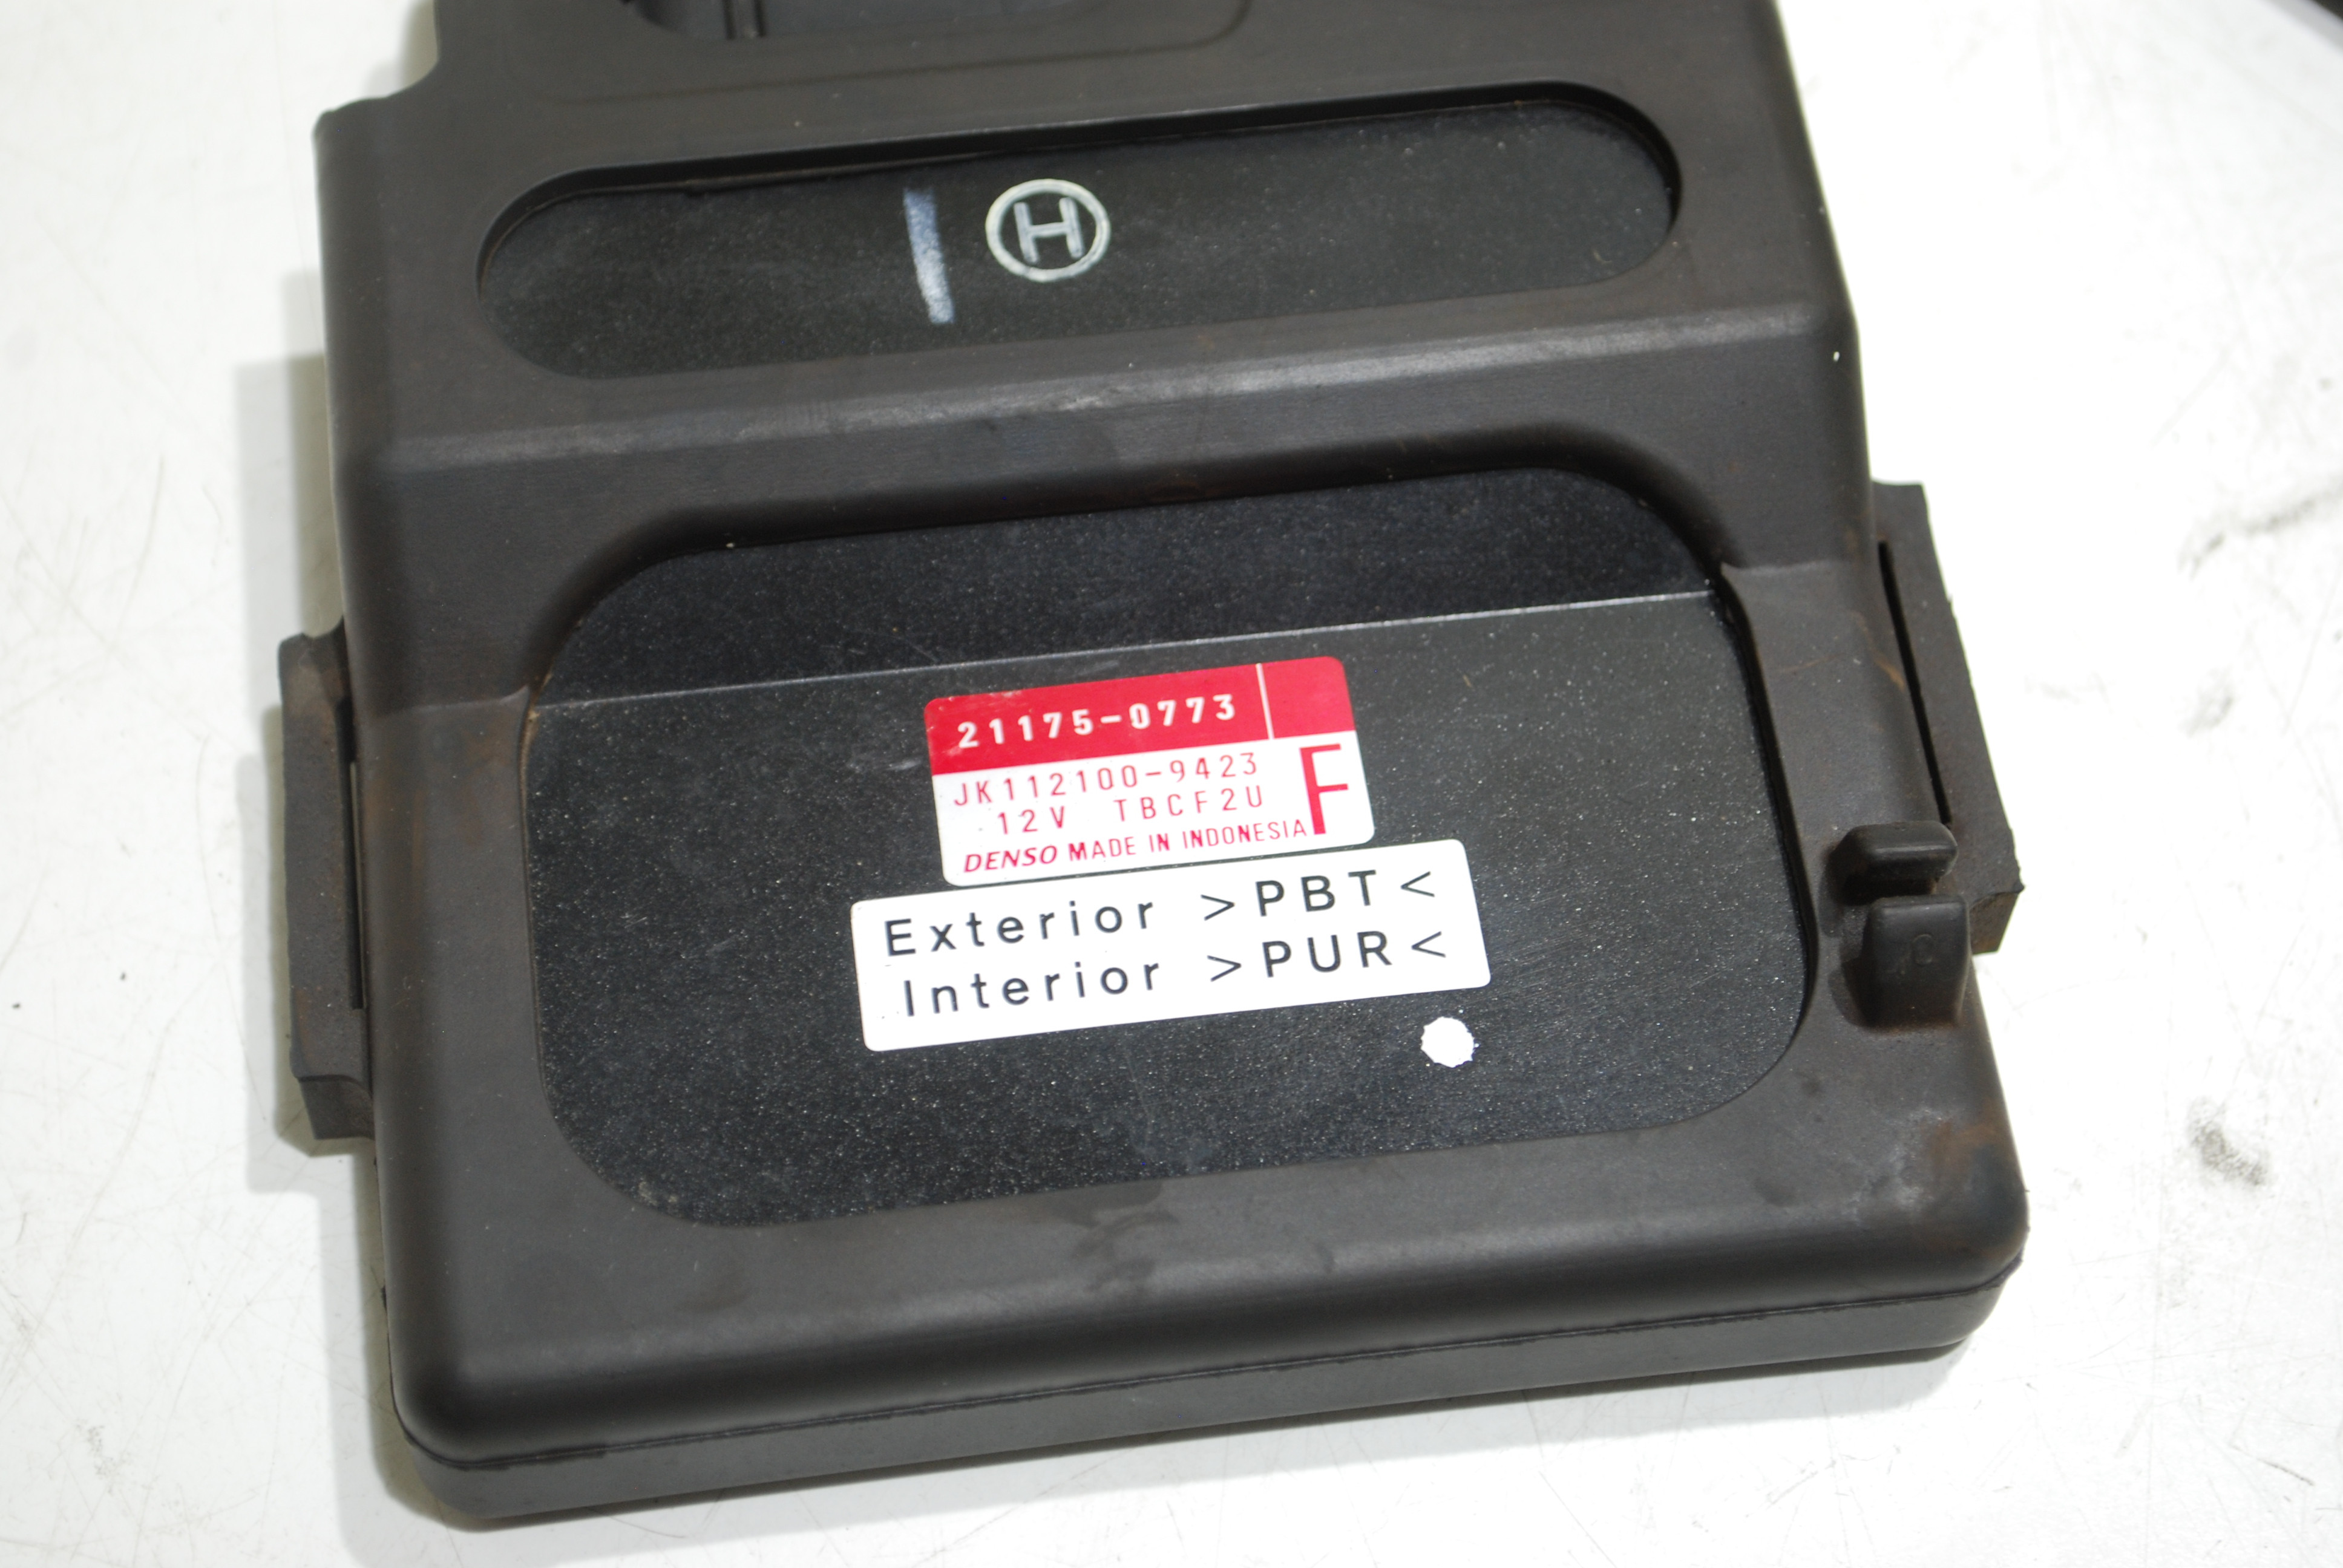 H
21175-0773
JK112100-9423
12V TBCF2U F
DENSO MADE IN INDONESIA
Exterior >PBT<
Interior >PUR<